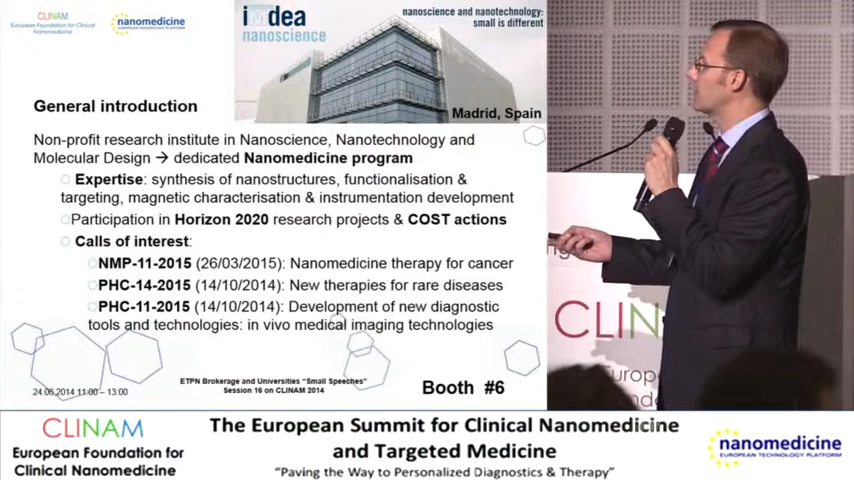 CLINAM
European Foundation for Clinical
Nanomedicine
nanomedicine
EUROPEAN TECHNOLOGY PLATFORM
imdea
nanoscience
nanoscience and nanotechnology:
small is different
Madrid, Spain
General introduction
Non-profit research institute in Nanoscience, Nanotechnology and
Molecular Design → dedicated Nanomedicine program
Expertise: synthesis of nanostructures, functionalisation &
targeting, magnetic characterisation & instrumentation development
Participation in Horizon 2020 research projects & COST actions
Calls of interest:
NMP-11-2015 (26/03/2015): Nanomedicine therapy for cancer
PHC-14-2015 (14/10/2014): New therapies for rare diseases
PHC-11-2015 (14/10/2014): Development of new diagnostic
tools and technologies: in vivo medical imaging technologies
24.06.2014 11:00 – 13:00
ETPN Brokerage and Universities “Small Speeches”
Session 16 on CLINAM 2014
Booth #6
CLIN
Europ
CLINAM
European Foundation for
Clinical Nanomedicine
The European Summit for Clinical Nanomedicine
and Targeted Medicine
“Paving the Way to Personalized Diagnostics & Therapy”
nanomedicine
EUROPEAN TECHNOLOGY PLATFORM